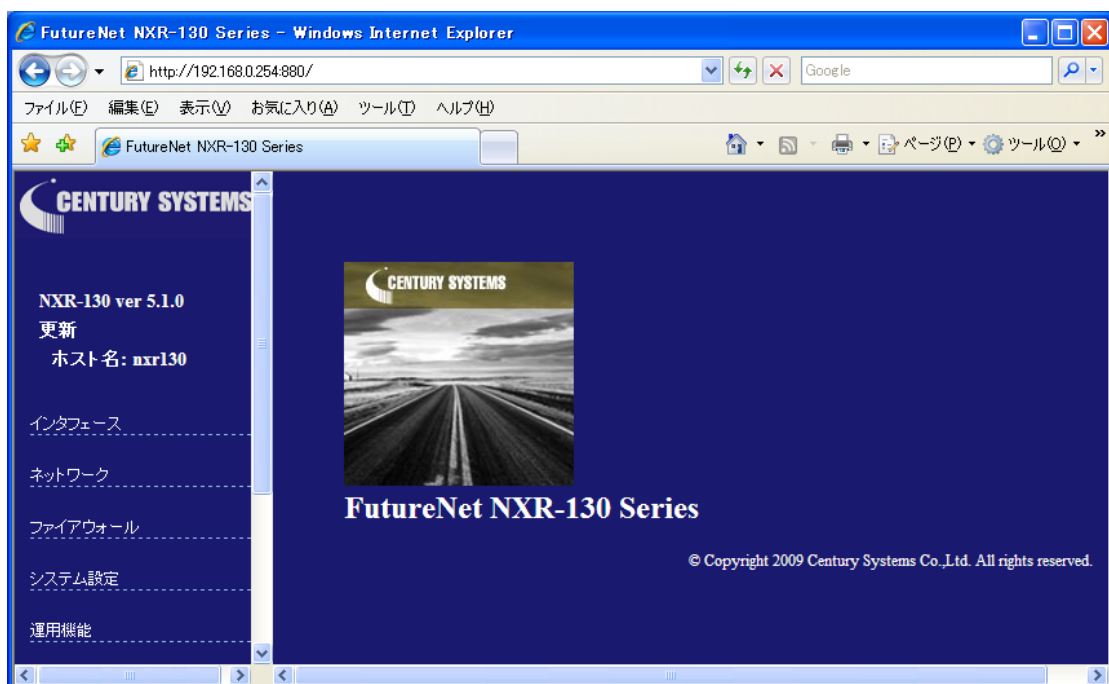 FutureNet NXR-130 Series - Windows Internet Explorer
http://192.168.0.254:880/
Google
ファイル(F) 編集(E) 表示(V) お気に入り(A) ツール(T) ヘルプ(H)
FutureNet NXR-130 Series
ページ(P) ツール(O)
CENTURY SYSTEMS
NXR-130 ver 5.1.0
更新
ホスト名: nxr130
インタフェース
ネットワーク
ファイアウォール
システム設定
運用機能
CENTURY SYSTEMS
FutureNet NXR-130 Series
© Copyright 2009 Century Systems Co.,Ltd. All rights reserved.